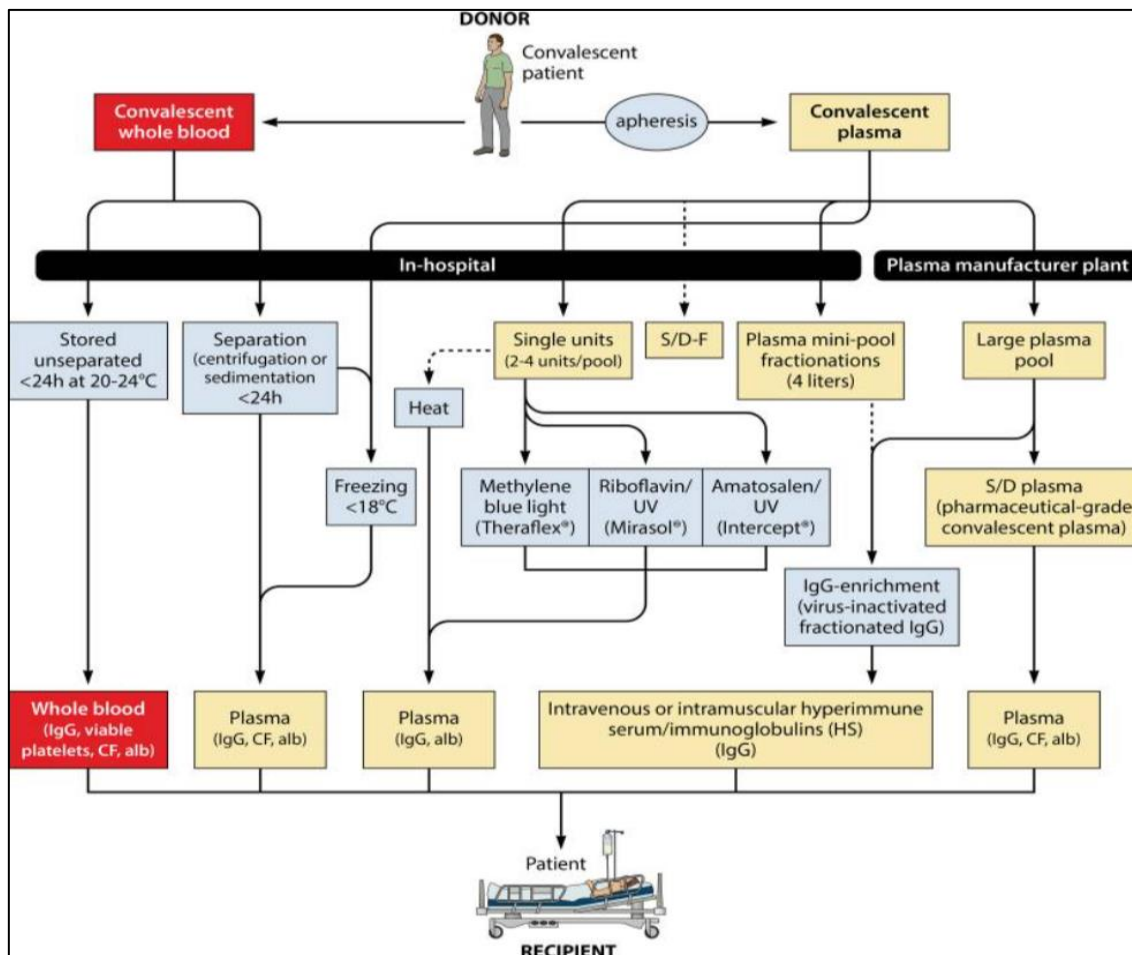 DONOR
Convalescent
patient
Convalescent
whole blood
apheresis
Convalescent
plasma
In-hospital
Plasma manufacturer plant
Stored
unseparated
<24h at 20-24°C
Separation
(centrifugation or
sedimentation
<24h
Single units
(2-4 units/pool)
S/D-F
Plasma mini-pool
fractionations
(4 liters)
Large plasma
pool
Heat
Freezing
<18°C
Methylene
blue light
(Theraflex®)
Riboflavin/
UV
(Mirasol®)
Amatosalen/
UV
(Intercept®)
S/D plasma
(pharmaceutical-grade
convalescent plasma)
IgG-enrichment
(virus-inactivated
fractionated IgG)
Whole blood
(IgG, viable
platelets, CF, alb)
Plasma
(IgG, CF, alb)
Plasma
(IgG, alb)
Intravenous or intramuscular hyperimmune
serum/immunoglobulins (HS)
(IgG)
Plasma
(IgG, CF, alb)
Patient
RECIPIENT